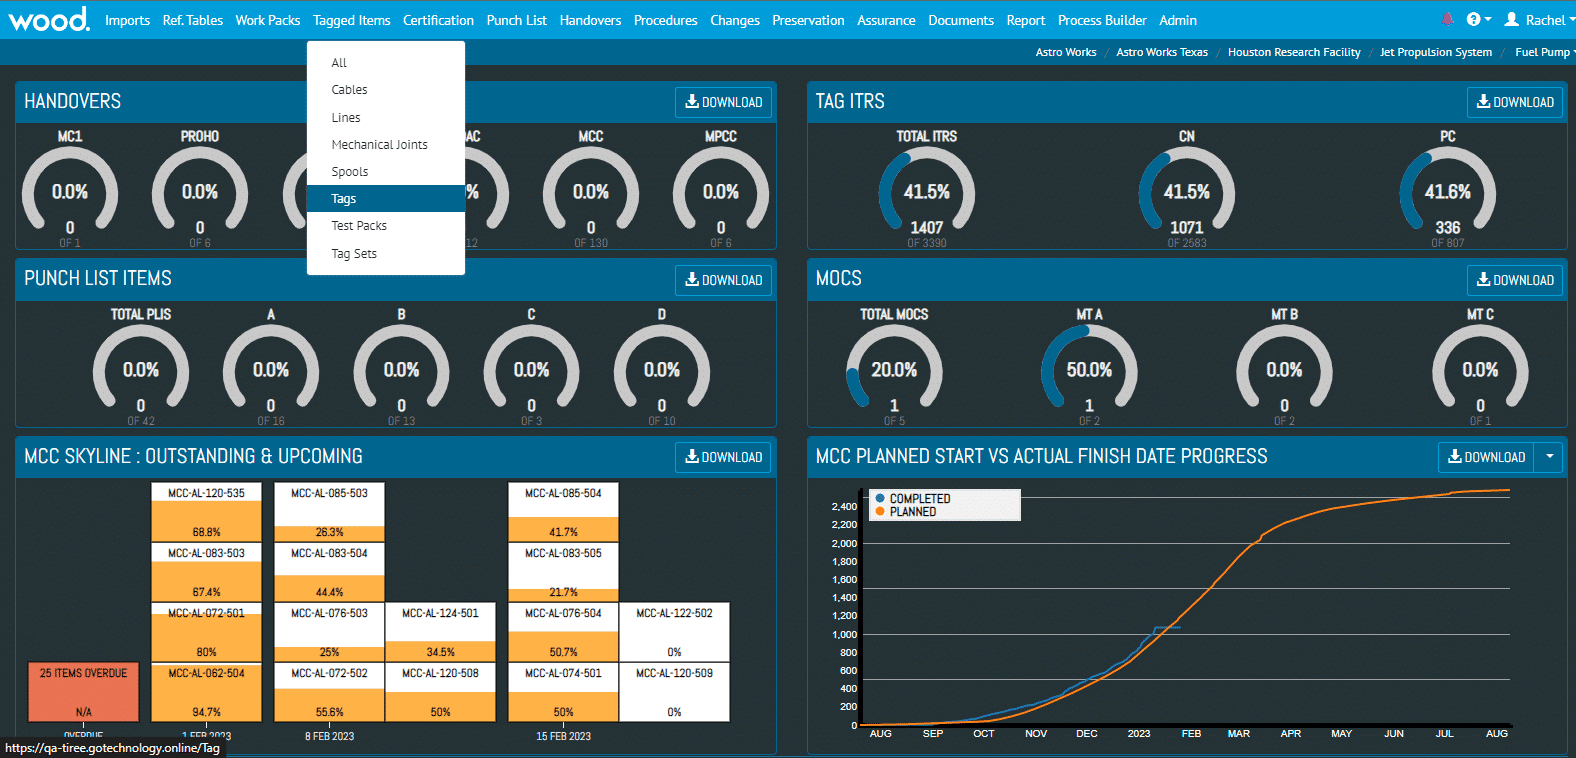 wood. Imports Ref. Tables Work Packs Tagged Items Certification Punch List Handovers Procedures Changes Preservation Assurance Documents Report Process Builder Admin Rachel
Astro Works / Astro Works Texas / Houston Research Facility / Jet Propulsion System / Fuel Pump
All
Cables
Lines
Mechanical Joints
Spools
Tags
Test Packs
Tag Sets
HANDOVERS DOWNLOAD
MC1 PROHO AC MCC MPCC
0.0% 0.0% % 0.0% 0.0%
0 0 0 0
OF 1 OF 6 12 OF 130 OF 6
TAG ITRS DOWNLOAD
TOTAL ITRS CN PC
41.5% 41.5% 41.6%
1407 1071 336
OF 3390 OF 2583 OF 807
PUNCH LIST ITEMS DOWNLOAD
TOTAL PLIS A B C D
0.0% 0.0% 0.0% 0.0% 0.0%
0 0 0 0 0
OF 42 OF 16 OF 13 OF 3 OF 10
MOCS DOWNLOAD
TOTAL MOCS MT A MT B MT C
20.0% 50.0% 0.0% 0.0%
1 1 0 0
OF 5 OF 2 OF 2 OF 1
MCC SKYLINE : OUTSTANDING & UPCOMING DOWNLOAD
MCC-AL-120-535 MCC-AL-085-503 MCC-AL-085-504
68.8% 26.3% 41.7%
MCC-AL-083-503 MCC-AL-083-504 MCC-AL-083-505
67.4% 44.4% 21.7%
MCC-AL-072-501 MCC-AL-076-503 MCC-AL-124-501 MCC-AL-076-504 MCC-AL-122-502
80% 25% 34.5% 50.7% 0%
25 ITEMS OVERDUE MCC-AL-062-504 MCC-AL-072-502 MCC-AL-120-508 MCC-AL-074-501 MCC-AL-120-509
N/A 94.7% 55.6% 50% 50% 0%
OVERDUE 1 FEB 2023 8 FEB 2023 15 FEB 2023
MCC PLANNED START VS ACTUAL FINISH DATE PROGRESS DOWNLOAD
COMPLETED
PLANNED
2,400
2,200
2,000
1,800
1,600
1,400
1,200
1,000
800
600
400
200
0
AUG SEP OCT NOV DEC 2023 FEB MAR APR MAY JUN JUL AUG
https://qa-tiree.gotechnology.online/Tag